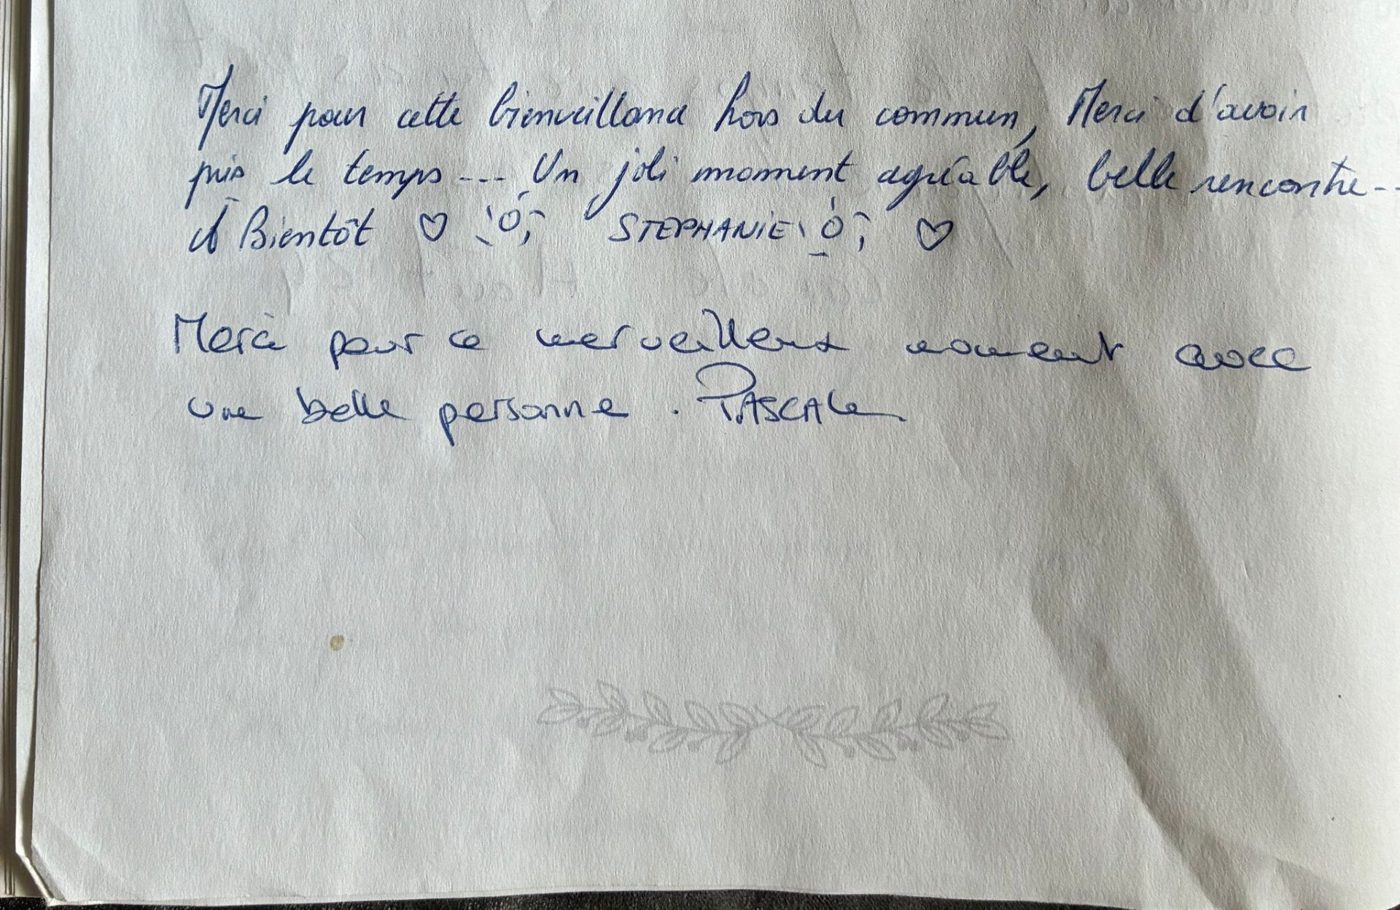 Merci pour cette bienveillance hors du commun, Merci d'avoir
pris le temps --- Un joli moment agréable, belle rencontre --
A Bientôt ♡ STEPHANIE ♡
Merci pour ce merveilleux moment avec
une belle personne . PASCALe